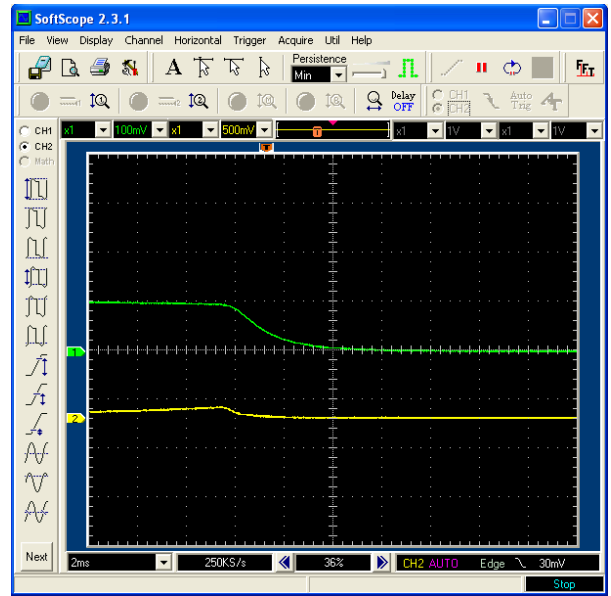 SoftScope 2.3.1
File View Display Channel Horizontal Trigger Acquire Util Help
A Persistence
Min
FFT
Delay
OFF
CH1
CH2
Auto
Trig
CH1 x1 100mV x1 500mV T x1 1V x1 1V
CH2
Math
T
1
2
Next
2ms 250KS/s 36% CH2 AUTO Edge 30mV
Stop